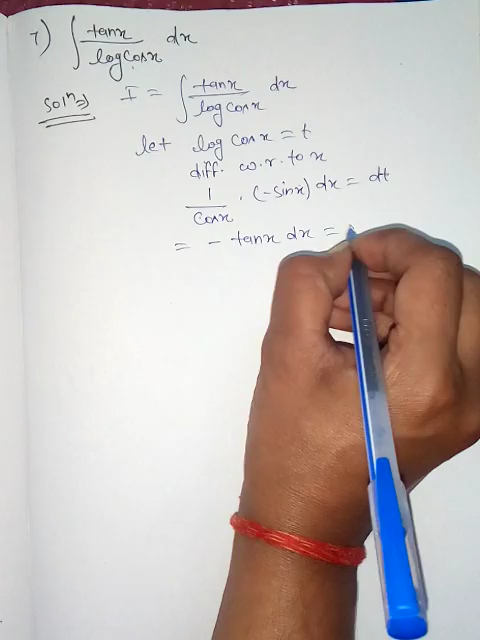 7) ∫ tanx / logcosx dx
Solⁿ⇒ I = ∫ tanx / logcosx dx
let log cosx = t
diff. w.r. to x
1 / cosx . (-sinx) dx = dt
= - tanx dx =